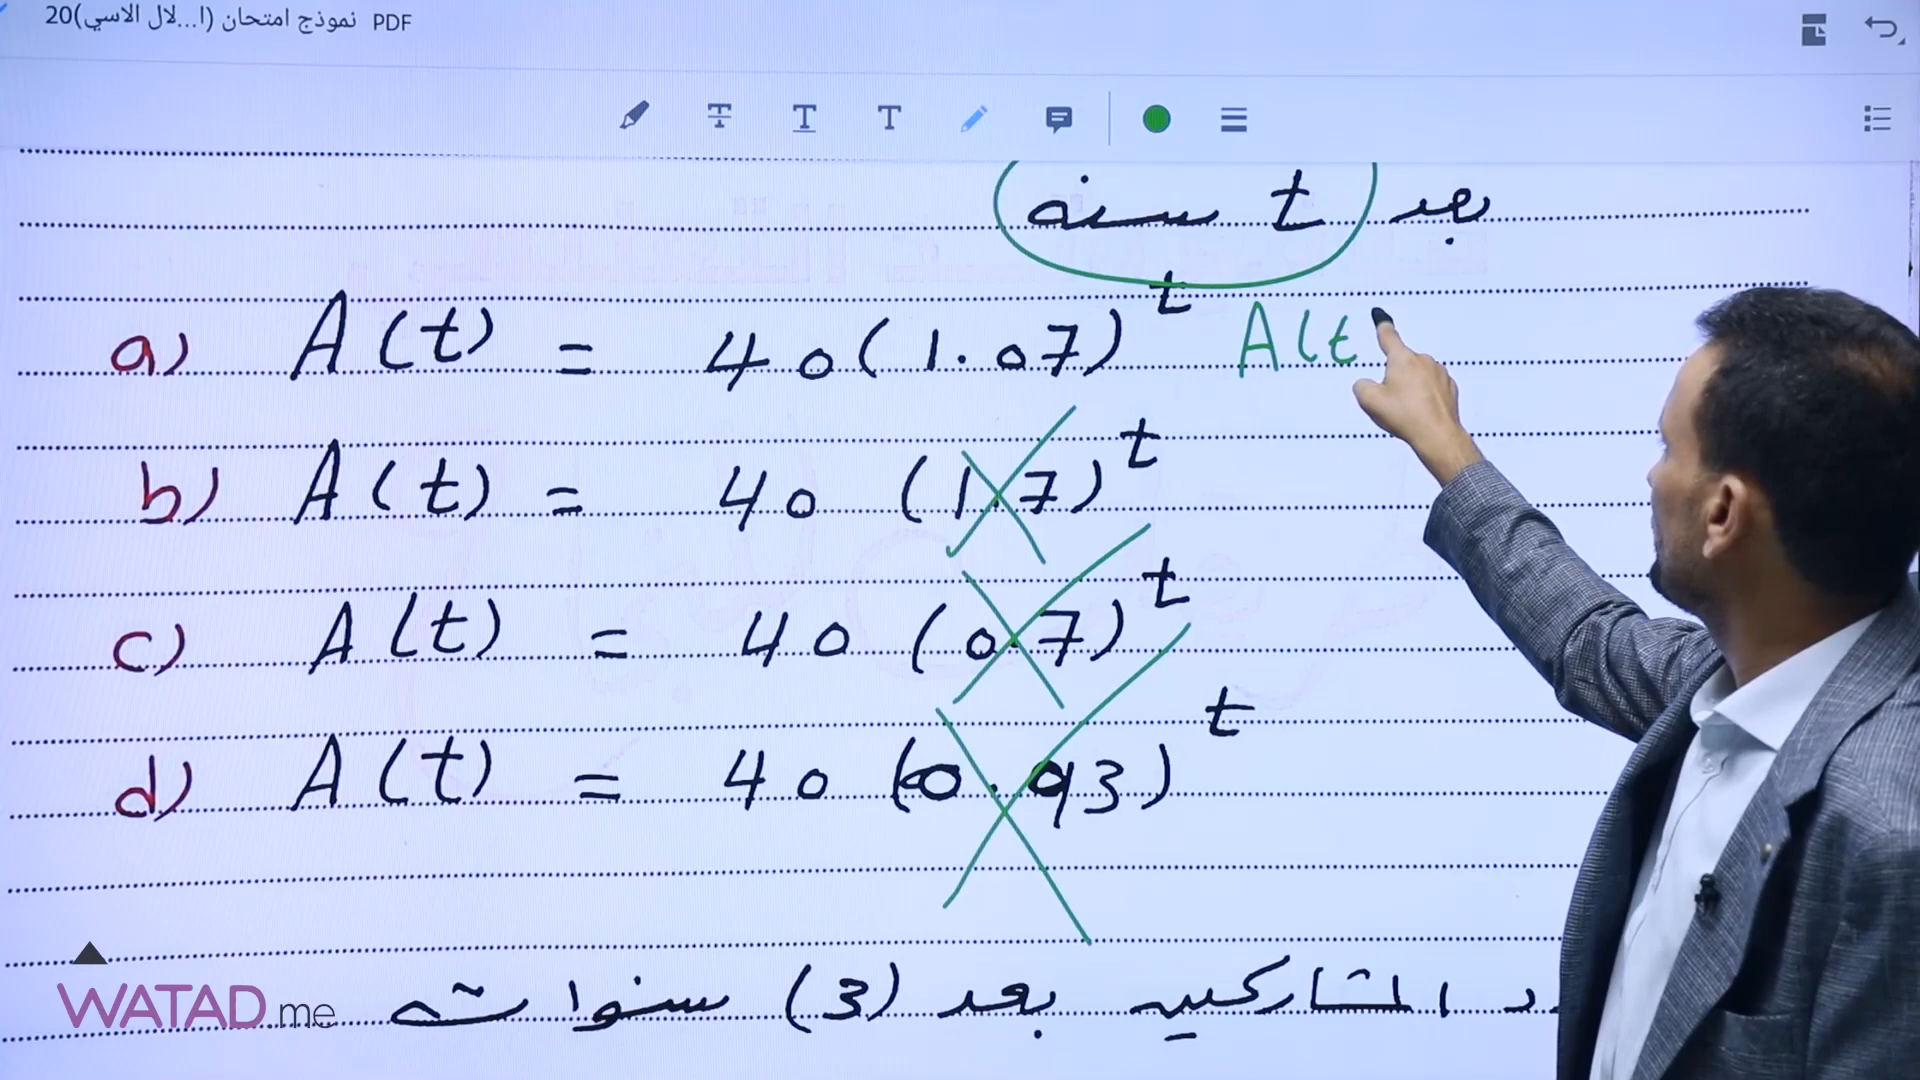 نموذج امتحان (ا...لال الاسي)20 PDF
بعد t سنه
a) A(t) = 40(1.07)^t A(t
b) A(t) = 40 (1.7)^t
c) A(t) = 40 (0.7)^t
d) A(t) = 40 (0.93)^t
د المشاركين بعد (3) سنوات
WATAD.me